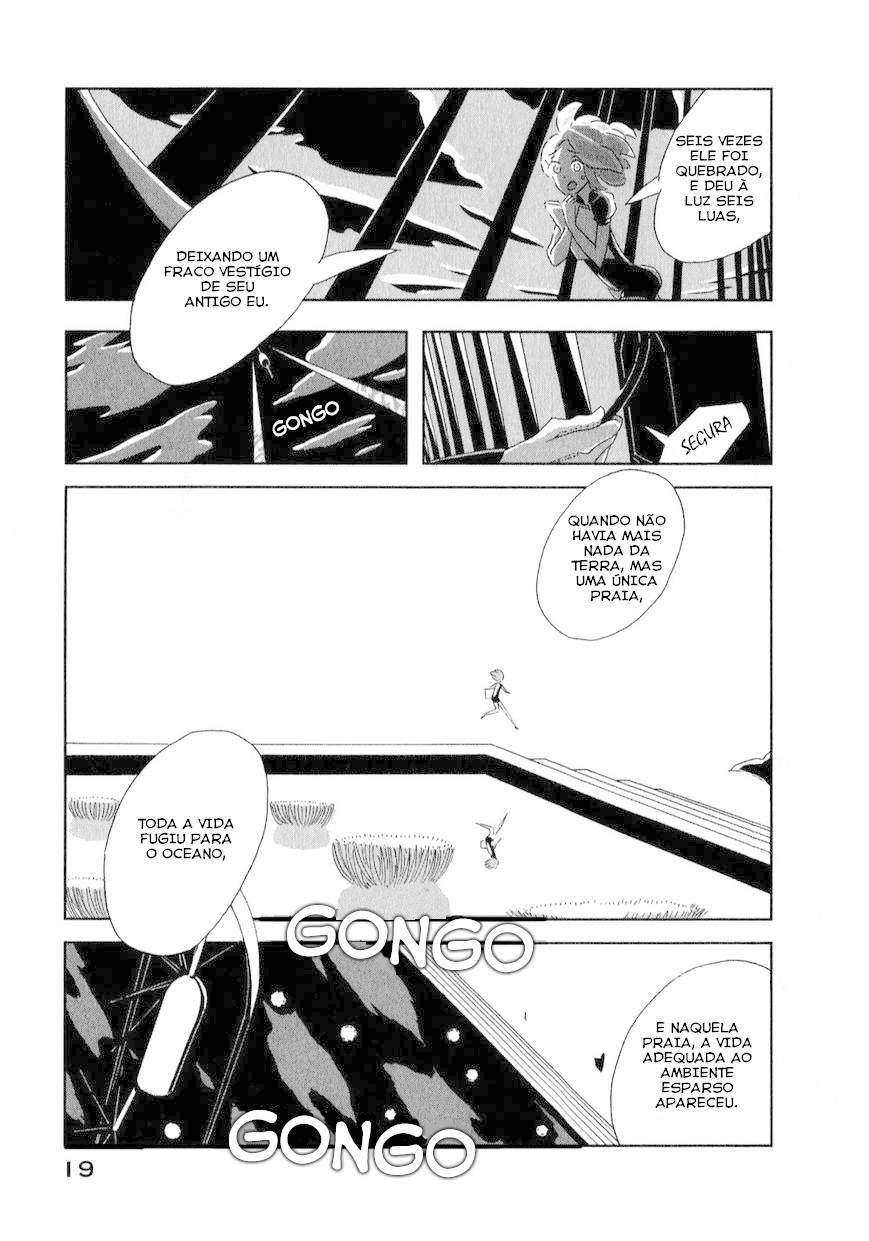 SEIS VEZES
ELE FOI
QUEBRADO,
E DEU À
LUZ SEIS
LUAS,
DEIXANDO UM
FRACO VESTÍGIO
DE SEU
ANTIGO EU.
SEGURA
GONGO
QUANDO NÃO
HAVIA MAIS
NADA DA
TERRA, MAS
UMA ÚNICA
PRAIA,
TODA A VIDA
FUGIU PARA
O OCEANO,
GONGO
E NAQUELA
PRAIA, A VIDA
ADEQUADA AO
AMBIENTE
ESPARSO
APARECEU.
GONGO
19